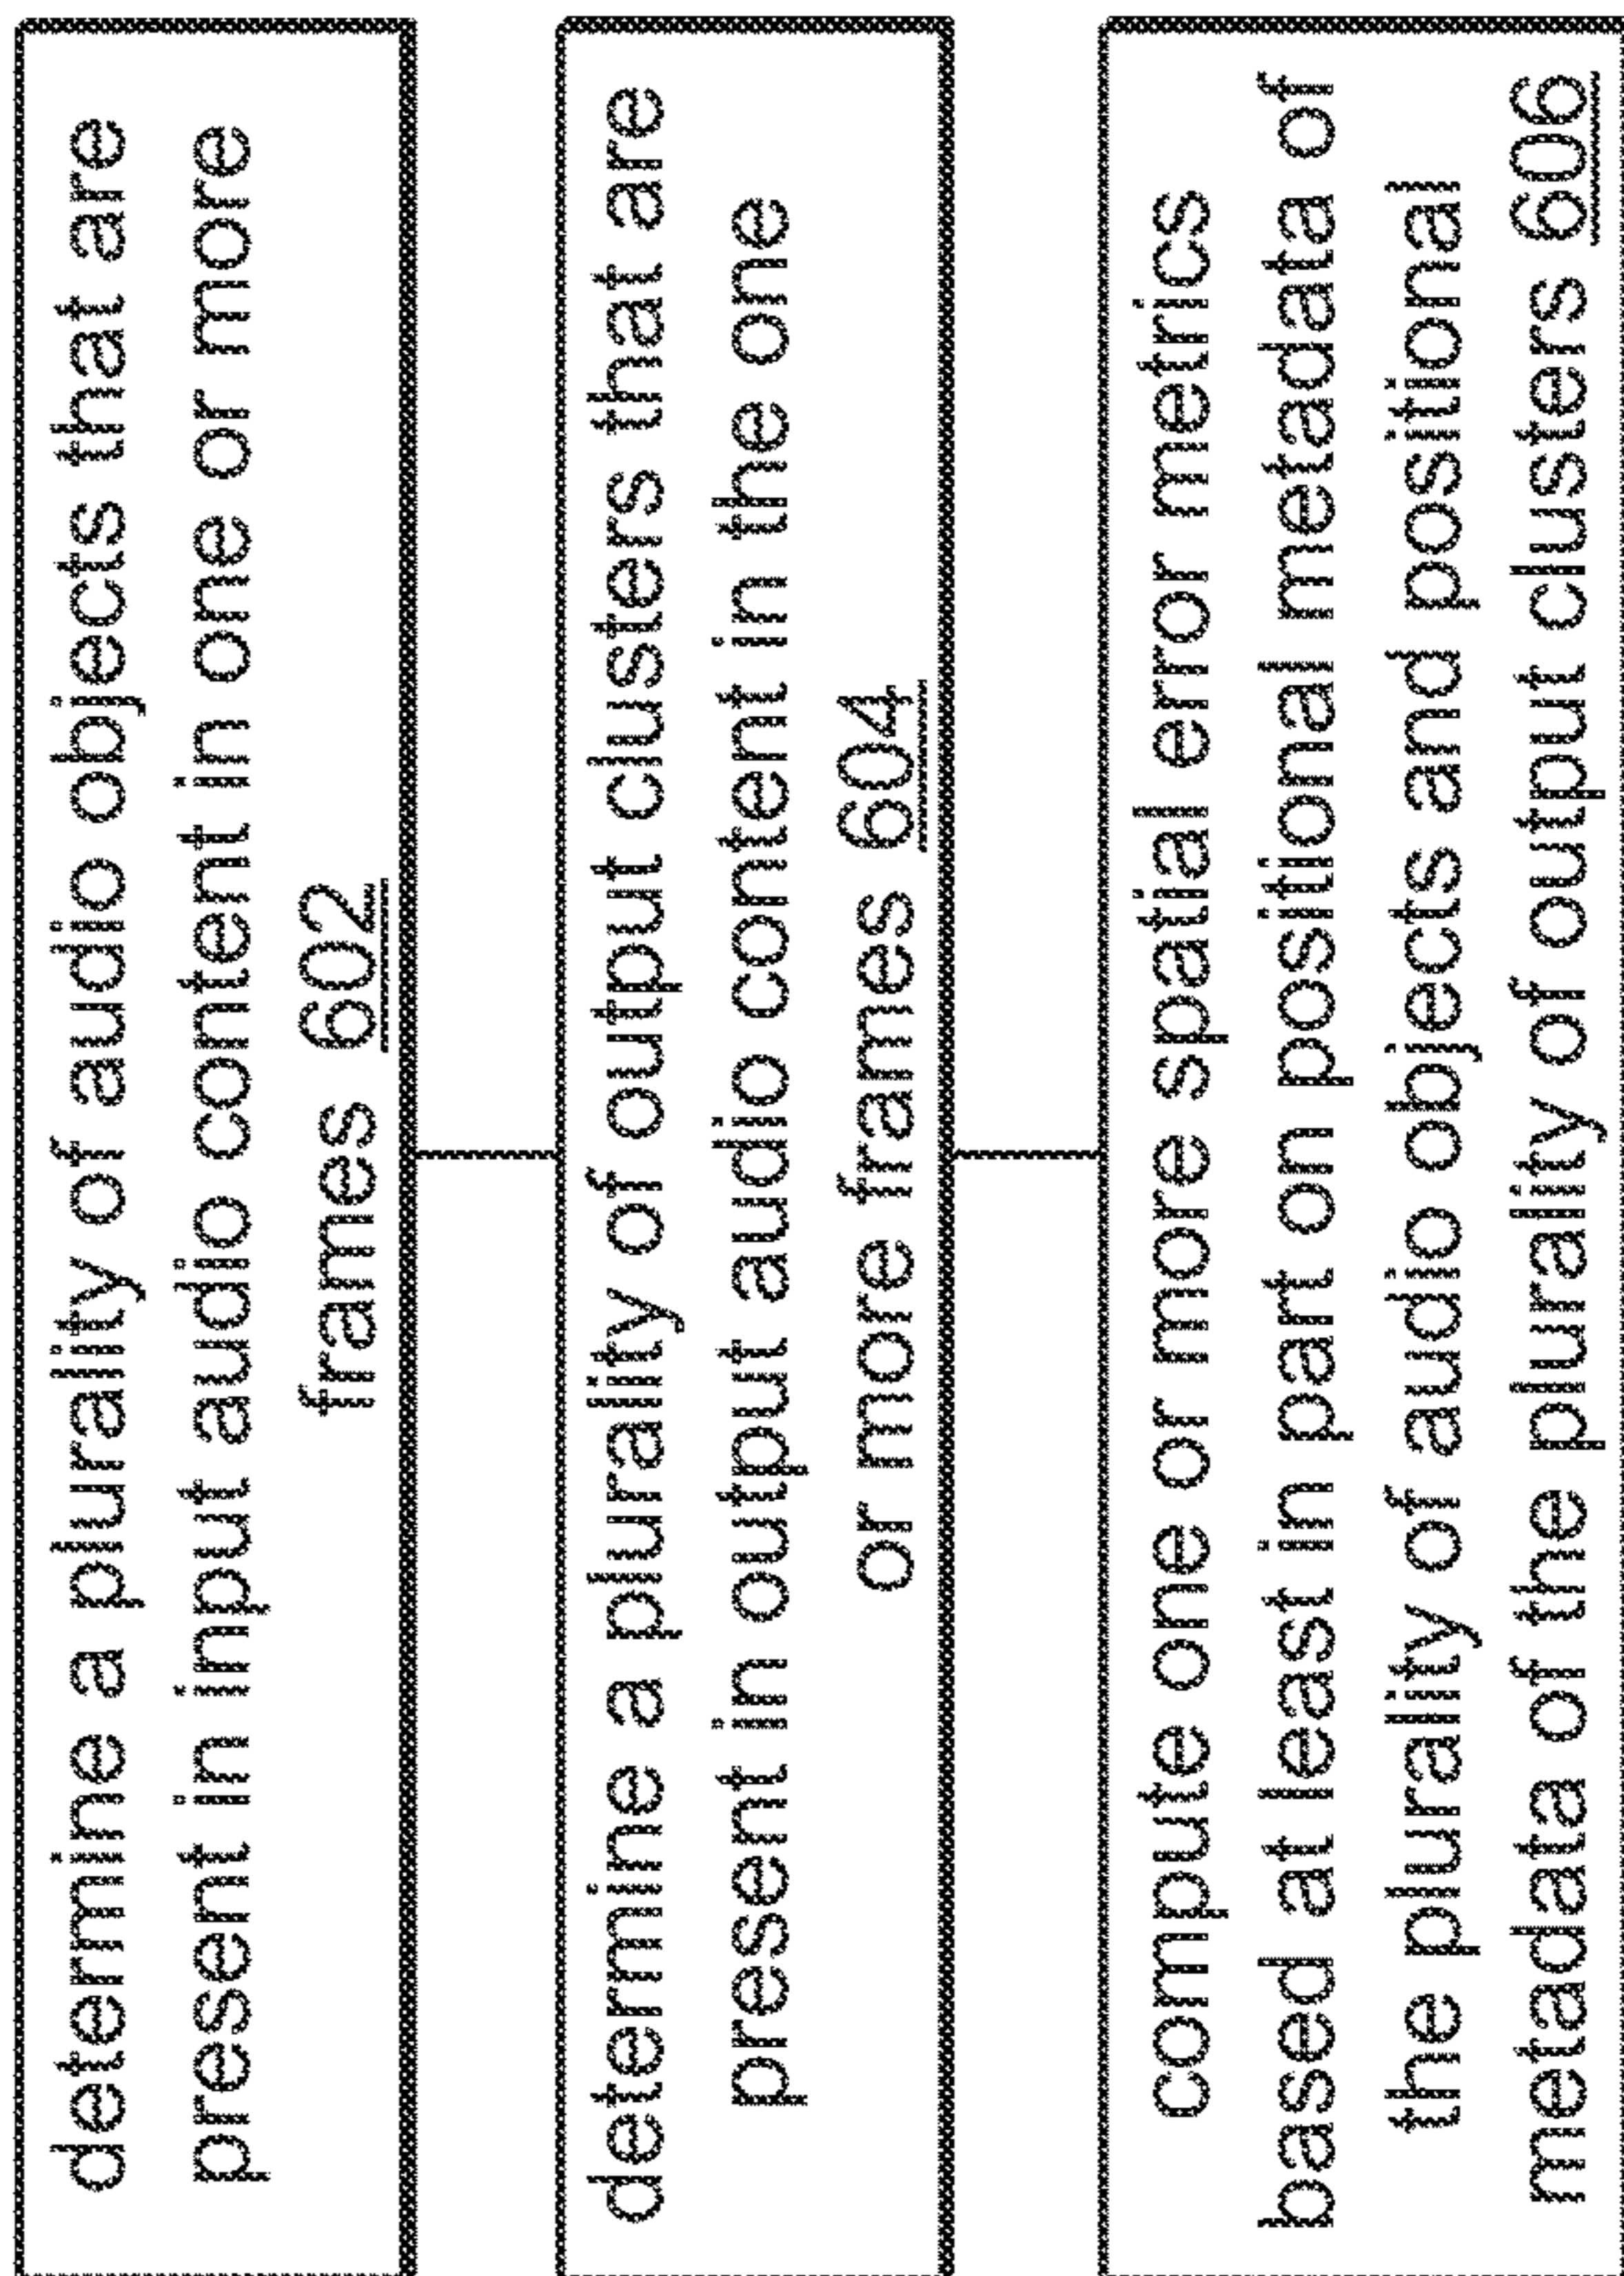 determine a plurality of audio objects that are
present in input audio content in one or more
frames 602
determine a plurality of output clusters that are
present in output audio content in the one
or more frames 604
compute one or more spatial error metrics
based at least in part on positional metadata of
the plurality of audio objects and positional
metadata of the plurality of output clusters 606